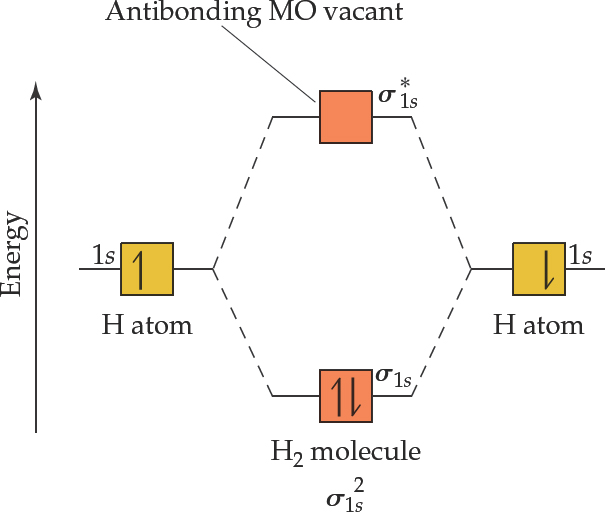 Antibonding MO vacant
σ*1s
Energy
1s
1s
H atom
H atom
σ1s
H2 molecule
σ1s2